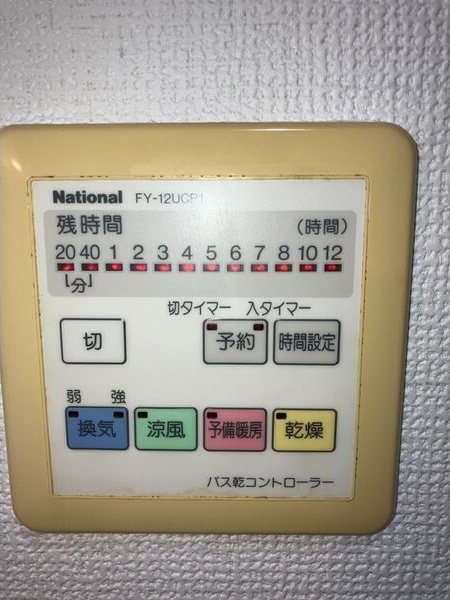 National FY-12UCP1
残時間 (時間)
20 40 1 2 3 4 5 6 7 8 10 12
[分]
切タイマー 入タイマー
切 予約 時間設定
弱 強
換気 涼風 予備暖房 乾燥
バス乾コントローラー